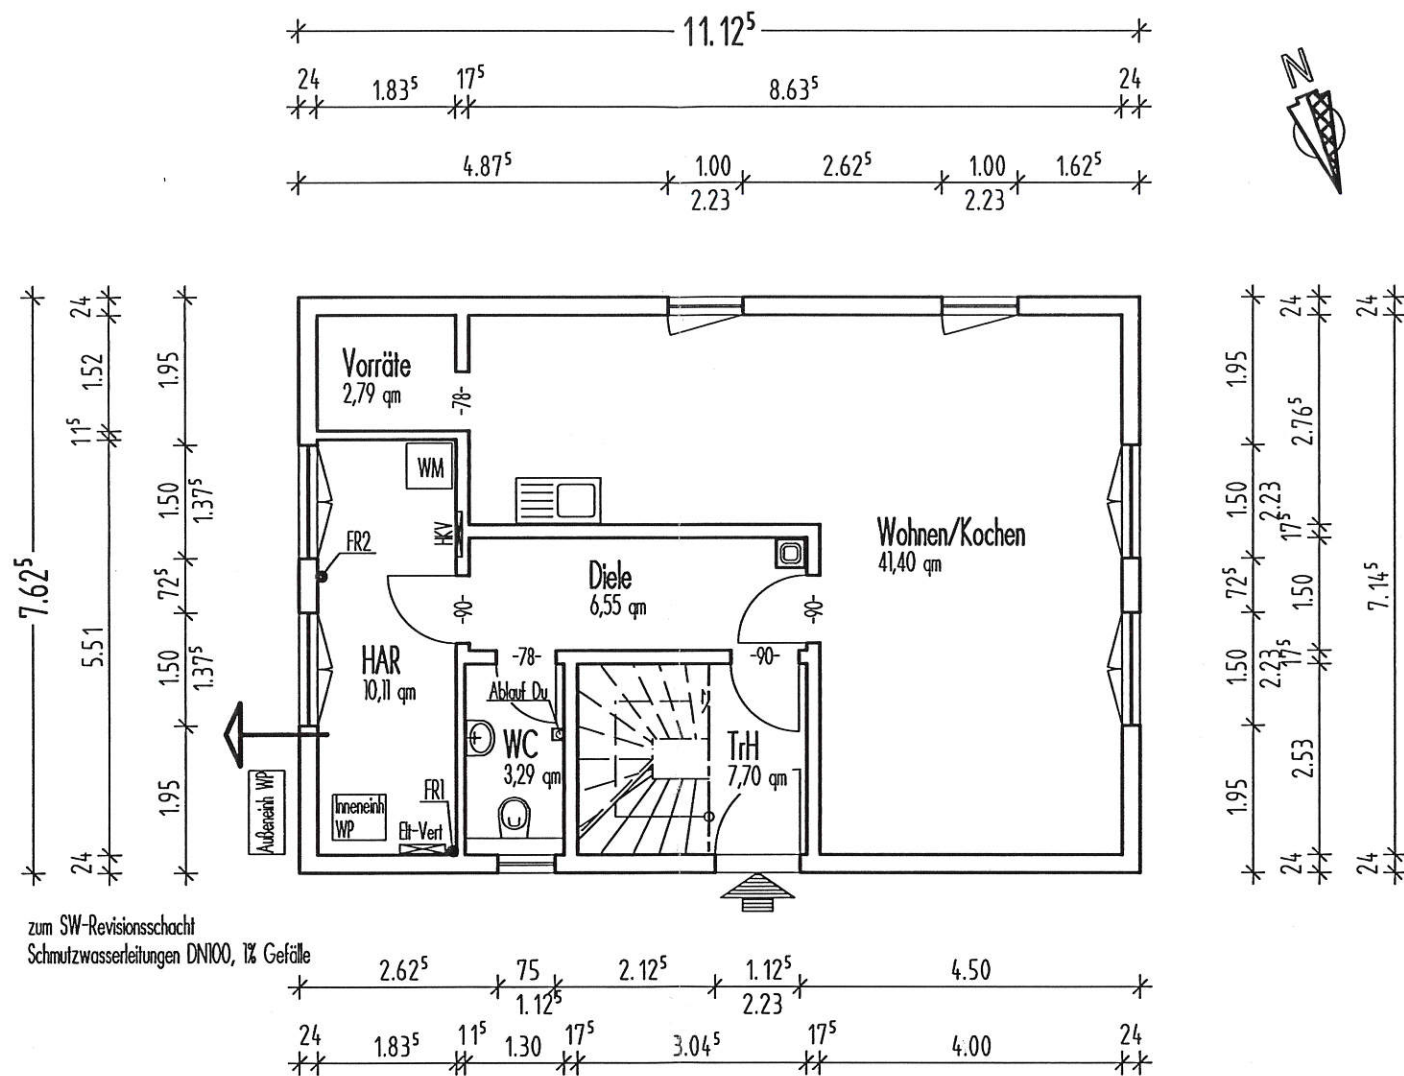 11.12⁵
24 1.83⁵ 17⁵ 8.63⁵ 24
N
4.87⁵ 1.00 2.62⁵ 1.00 1.62⁵
2.23 2.23
7.62⁵
24 1.52 11⁵ 5.51 24
1.95 1.50 72⁵ 1.50 1.95
1.37⁵ 1.37⁵
Vorräte
2,79 qm
-78-
WM
HKV
FR2
Wohnen/Kochen
41,40 qm
Diele
6,55 qm
-90-
-90-
HAR
10,11 qm
-78-
-90-
Ablauf Du
WC
3,29 qm
TrH
7,70 qm
FR1
Inneneinh
WP
Elt-Vert
Außeneinh WP
1.95 1.50 72⁵ 1.50 1.95
2.23 2.23
24 2.76⁵ 17⁵ 1.50 17⁵ 2.53 24
24 7.14⁵ 24
zum SW-Revisionsschacht
Schmutzwasserleitungen DN100, 1% Gefälle
2.62⁵ 75 2.12⁵ 1.12⁵ 4.50
1.12⁵ 2.23
24 1.83⁵ 11⁵ 1.30 17⁵ 3.04⁵ 17⁵ 4.00 24